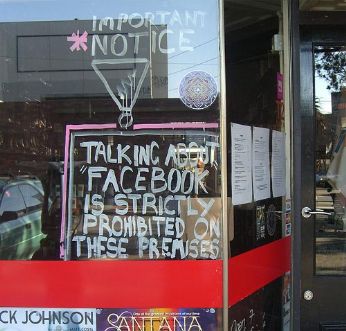 IMPORTANT
* NOTICE
TALKING ABOUT
"FACEBOOK
IS STRICTLY
PROHIBITED ON
THESE PREMISES
CK JOHNSON
SANTANA